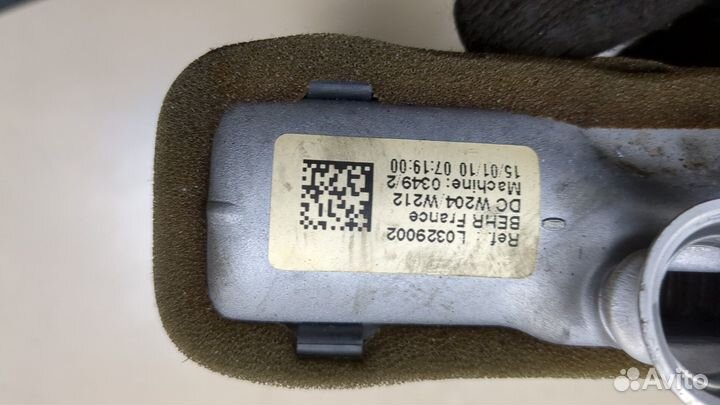 Ref.: L0329002
BEHR France
DC W204/W212
Machine: 0349/2
15/01/10 07:19:00
Avito